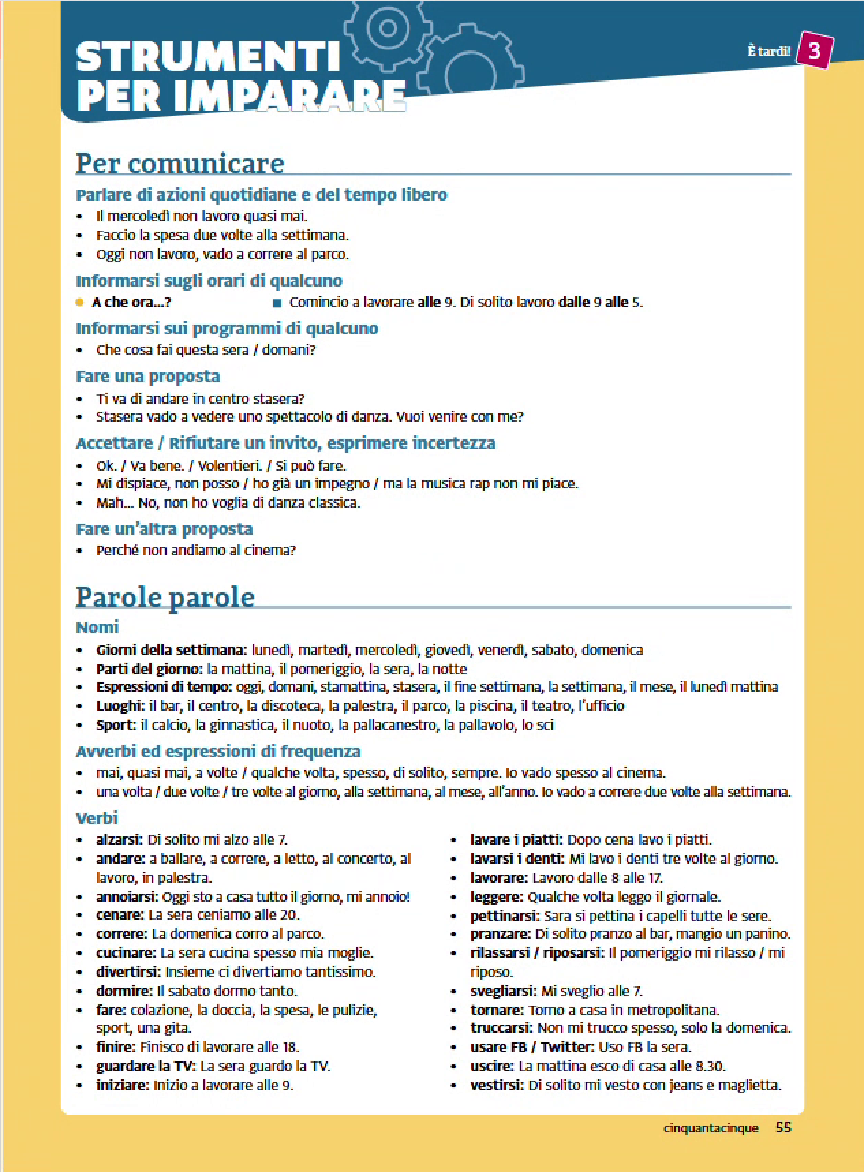 STRUMENTI
PER IMPARARE
È tardi! 3
Per comunicare
Parlare di azioni quotidiane e del tempo libero
• Il mercoledì non lavoro quasi mai.
• Faccio la spesa due volte alla settimana.
• Oggi non lavoro, vado a correre al parco.
Informarsi sugli orari di qualcuno
● A che ora...? ■ Comincio a lavorare alle 9. Di solito lavoro dalle 9 alle 5.
Informarsi sui programmi di qualcuno
• Che cosa fai questa sera / domani?
Fare una proposta
• Ti va di andare in centro stasera?
• Stasera vado a vedere uno spettacolo di danza. Vuoi venire con me?
Accettare / Rifiutare un invito, esprimere incertezza
• Ok. / Va bene. / Volentieri. / Si può fare.
• Mi dispiace, non posso / ho già un impegno / ma la musica rap non mi piace.
• Mah... No, non ho voglia di danza classica.
Fare un'altra proposta
• Perché non andiamo al cinema?
Parole parole
Nomi
• Giorni della settimana: lunedì, martedì, mercoledì, giovedì, venerdì, sabato, domenica
• Parti del giorno: la mattina, il pomeriggio, la sera, la notte
• Espressioni di tempo: oggi, domani, stamattina, stasera, il fine settimana, la settimana, il mese, il lunedì mattina
• Luoghi: il bar, il centro, la discoteca, la palestra, il parco, la piscina, il teatro, l'ufficio
• Sport: il calcio, la ginnastica, il nuoto, la pallacanestro, la pallavolo, lo sci
Avverbi ed espressioni di frequenza
• mai, quasi mai, a volte / qualche volta, spesso, di solito, sempre. Io vado spesso al cinema.
• una volta / due volte / tre volte al giorno, alla settimana, al mese, all'anno. Io vado a correre due volte alla settimana.
Verbi
• alzarsi: Di solito mi alzo alle 7.
• andare: a ballare, a correre, a letto, al concerto, al
lavoro, in palestra.
• annoiarsi: Oggi sto a casa tutto il giorno, mi annoio!
• cenare: La sera ceniamo alle 20.
• correre: La domenica corro al parco.
• cucinare: La sera cucina spesso mia moglie.
• divertirsi: Insieme ci divertiamo tantissimo.
• dormire: Il sabato dormo tanto.
• fare: colazione, la doccia, la spesa, le pulizie,
sport, una gita.
• finire: Finisco di lavorare alle 18.
• guardare la TV: La sera guardo la TV.
• iniziare: Inizio a lavorare alle 9.
• lavare i piatti: Dopo cena lavo i piatti.
• lavarsi i denti: Mi lavo i denti tre volte al giorno.
• lavorare: Lavoro dalle 8 alle 17.
• leggere: Qualche volta leggo il giornale.
• pettinarsi: Sara si pettina i capelli tutte le sere.
• pranzare: Di solito pranzo al bar, mangio un panino.
• rilassarsi / riposarsi: Il pomeriggio mi rilasso / mi
riposo.
• svegliarsi: Mi sveglio alle 7.
• tornare: Torno a casa in metropolitana.
• truccarsi: Non mi trucco spesso, solo la domenica.
• usare FB / Twitter: Uso FB la sera.
• uscire: La mattina esco di casa alle 8.30.
• vestirsi: Di solito mi vesto con jeans e maglietta.
cinquantacinque 55